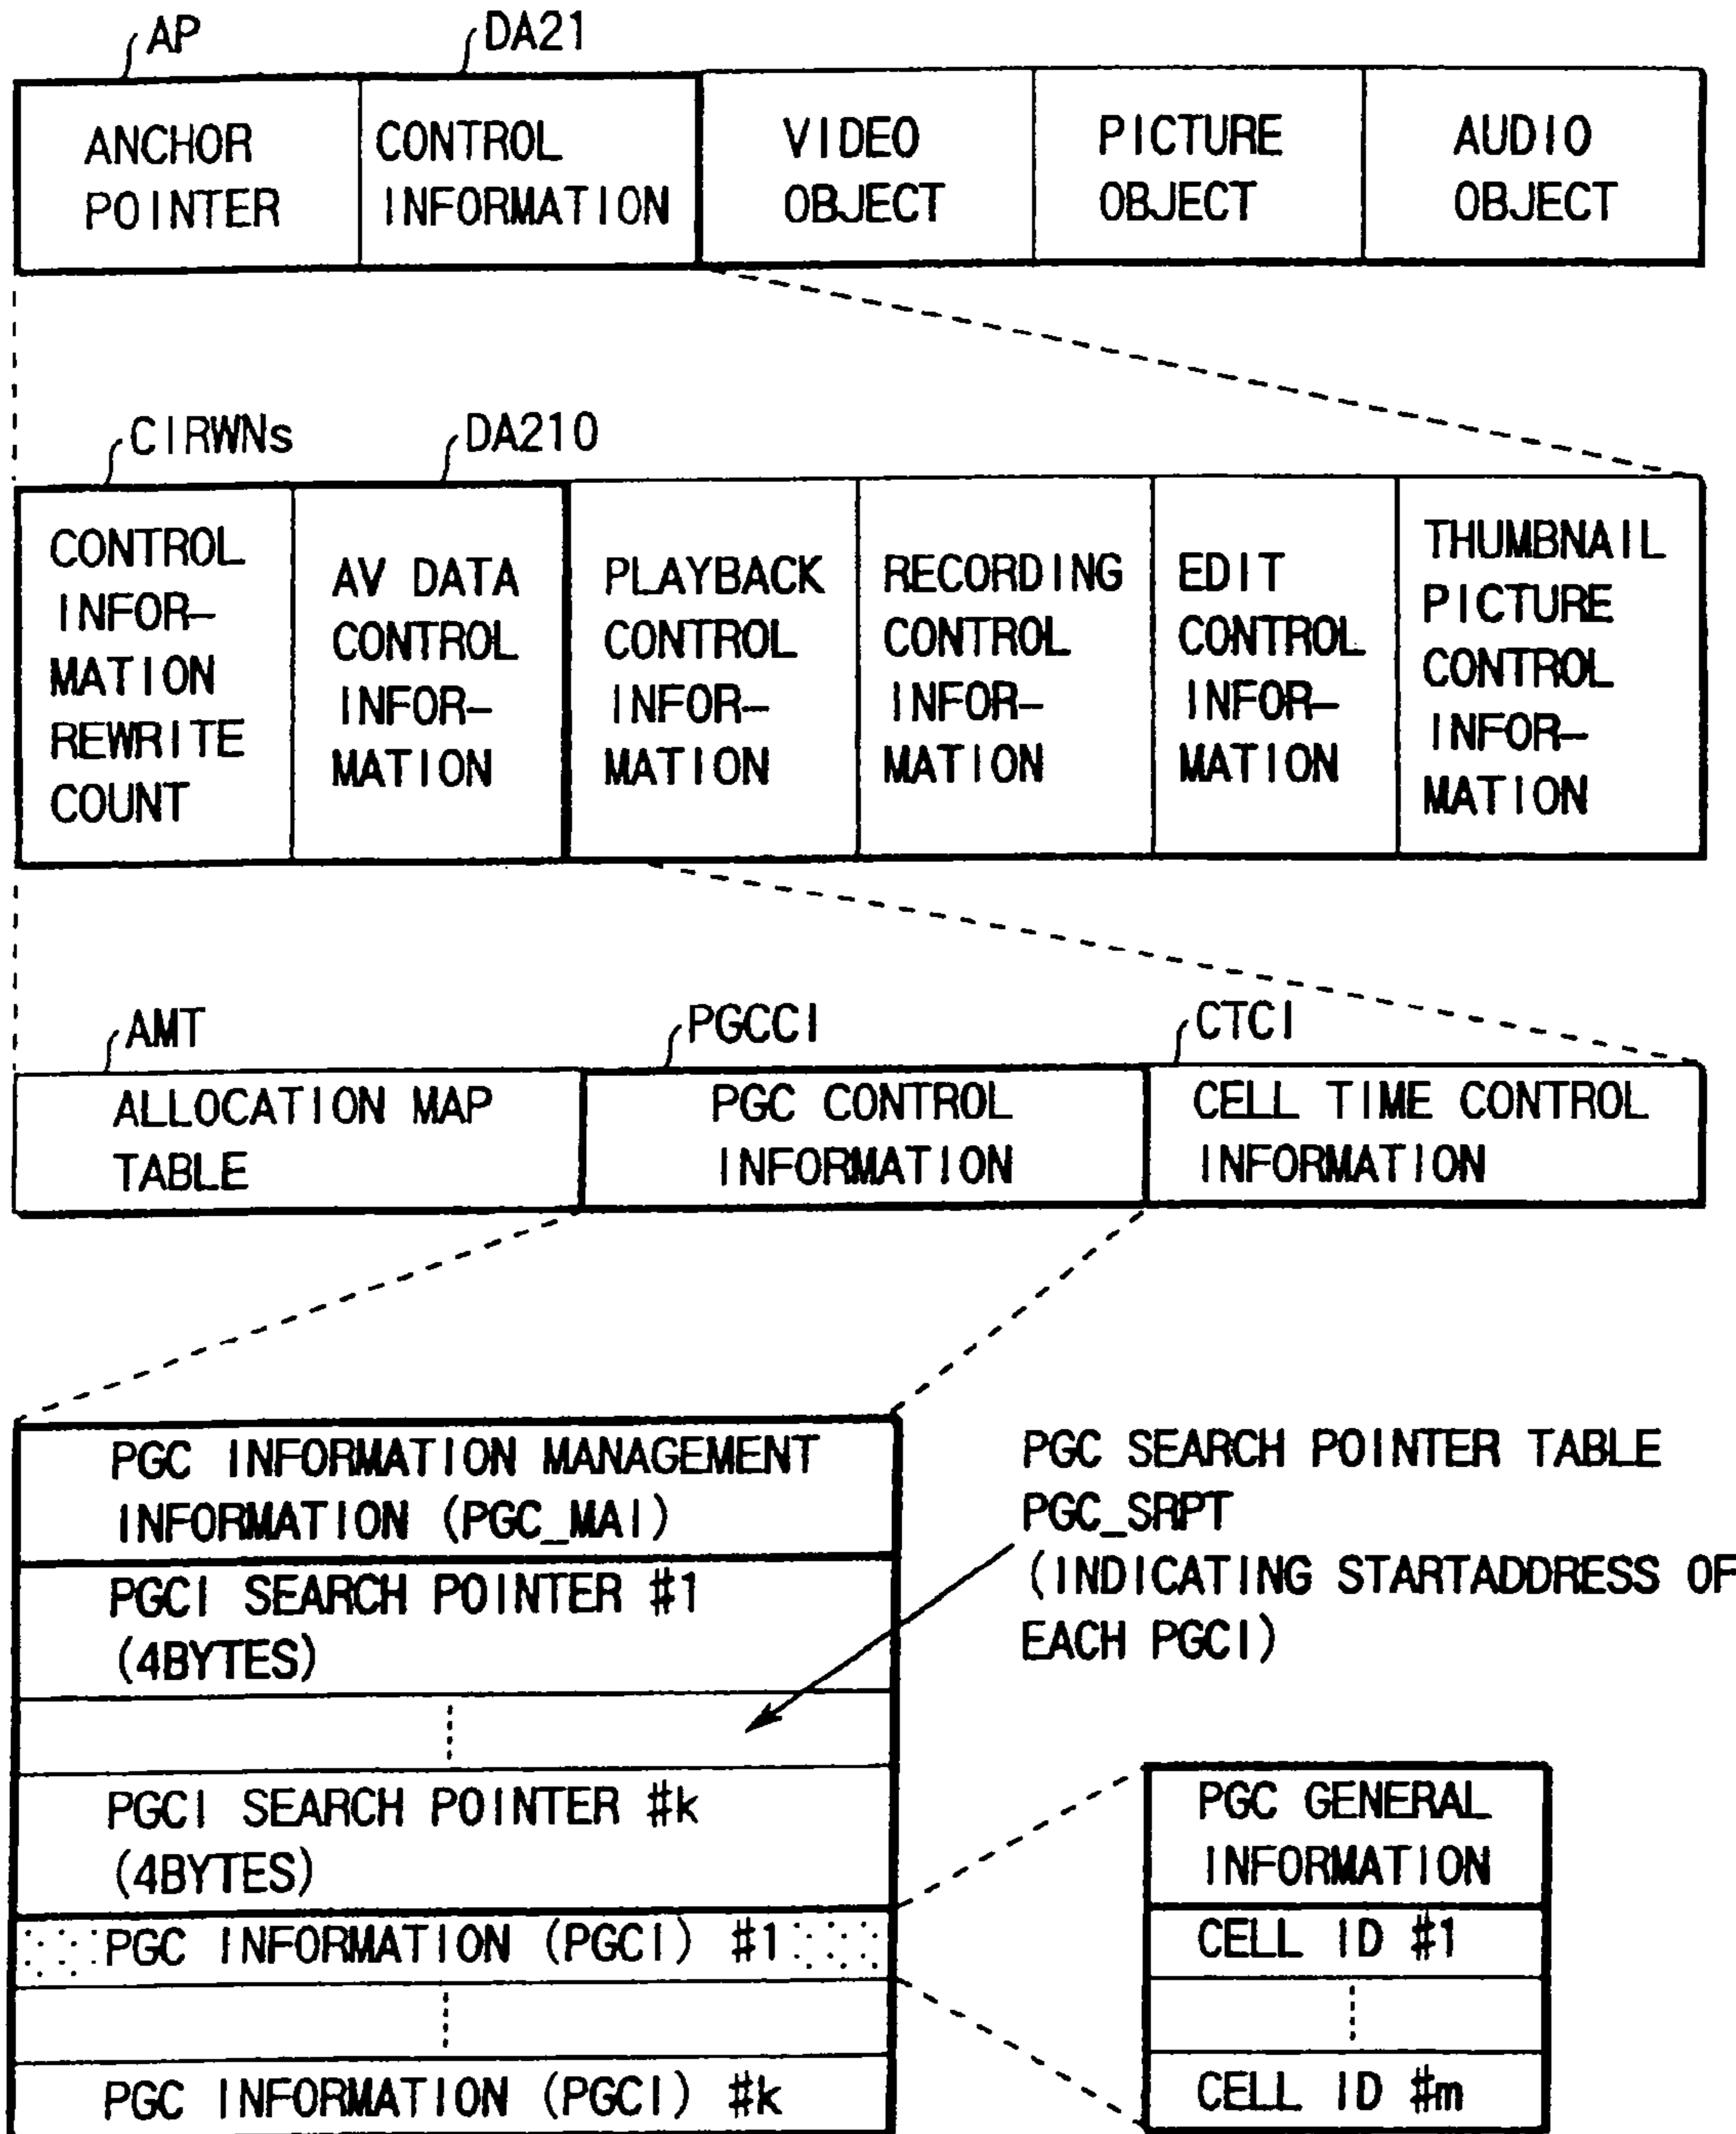 AP
DA21
ANCHOR
POINTER
CONTROL
INFORMATION
VIDEO
OBJECT
PICTURE
OBJECT
AUDIO
OBJECT
CIRWNs
DA210
CONTROL
INFOR-
MATION
REWRITE
COUNT
AV DATA
CONTROL
INFOR-
MATION
PLAYBACK
CONTROL
INFOR-
MATION
RECORDING
CONTROL
INFOR-
MATION
EDIT
CONTROL
INFOR-
MATION
THUMBNAIL
PICTURE
CONTROL
INFOR-
MATION
AMT
PGCCI
CTCI
ALLOCATION MAP
TABLE
PGC CONTROL
INFORMATION
CELL TIME CONTROL
INFORMATION
PGC INFORMATION MANAGEMENT
INFORMATION (PGC_MAI)
PGCI SEARCH POINTER #1
(4BYTES)
PGCI SEARCH POINTER #k
(4BYTES)
PGC INFORMATION (PGCI) #1
PGC INFORMATION (PGCI) #k
PGC SEARCH POINTER TABLE
PGC_SRPT
(INDICATING STARTADDRESS OF
EACH PGCI)
PGC GENERAL
INFORMATION
CELL ID #1
CELL ID #m